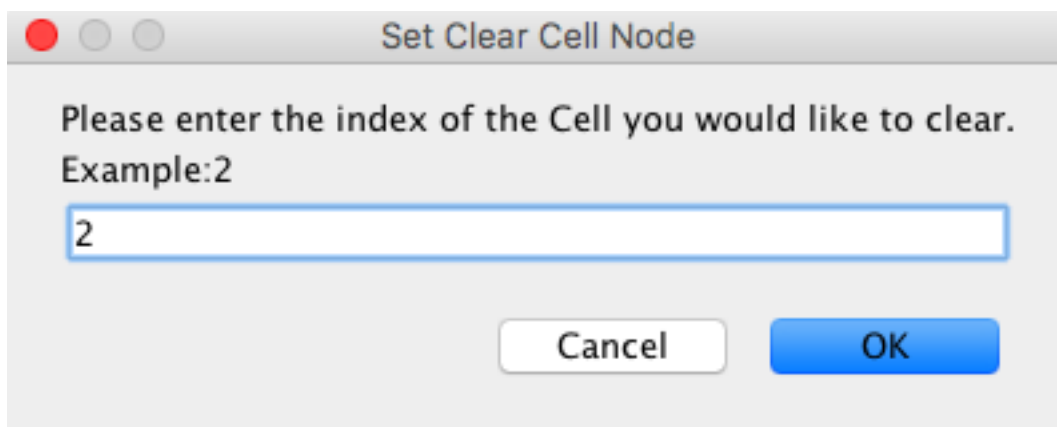 Set Clear Cell Node
Please enter the index of the Cell you would like to clear.
Example:2
2
Cancel OK